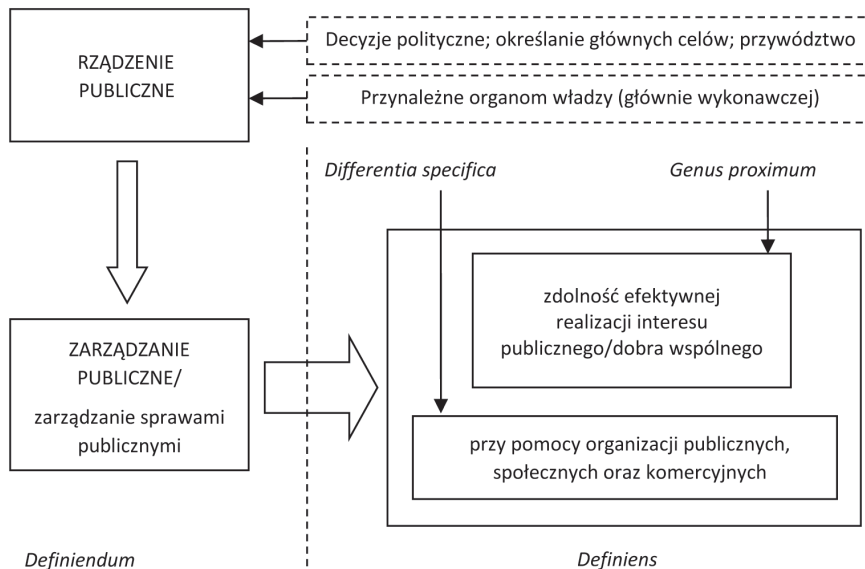 RZĄDZENIE
PUBLICZNE
Decyzje polityczne; określanie głównych celów; przywództwo
Przynależne organom władzy (głównie wykonawczej)
Differentia specifica
Genus proximum
zdolność efektywnej
realizacji interesu
publicznego/dobra wspólnego
ZARZĄDZANIE
PUBLICZNE/
zarządzanie sprawami
publicznymi
przy pomocy organizacji publicznych,
społecznych oraz komercyjnych
Definiendum
Definiens